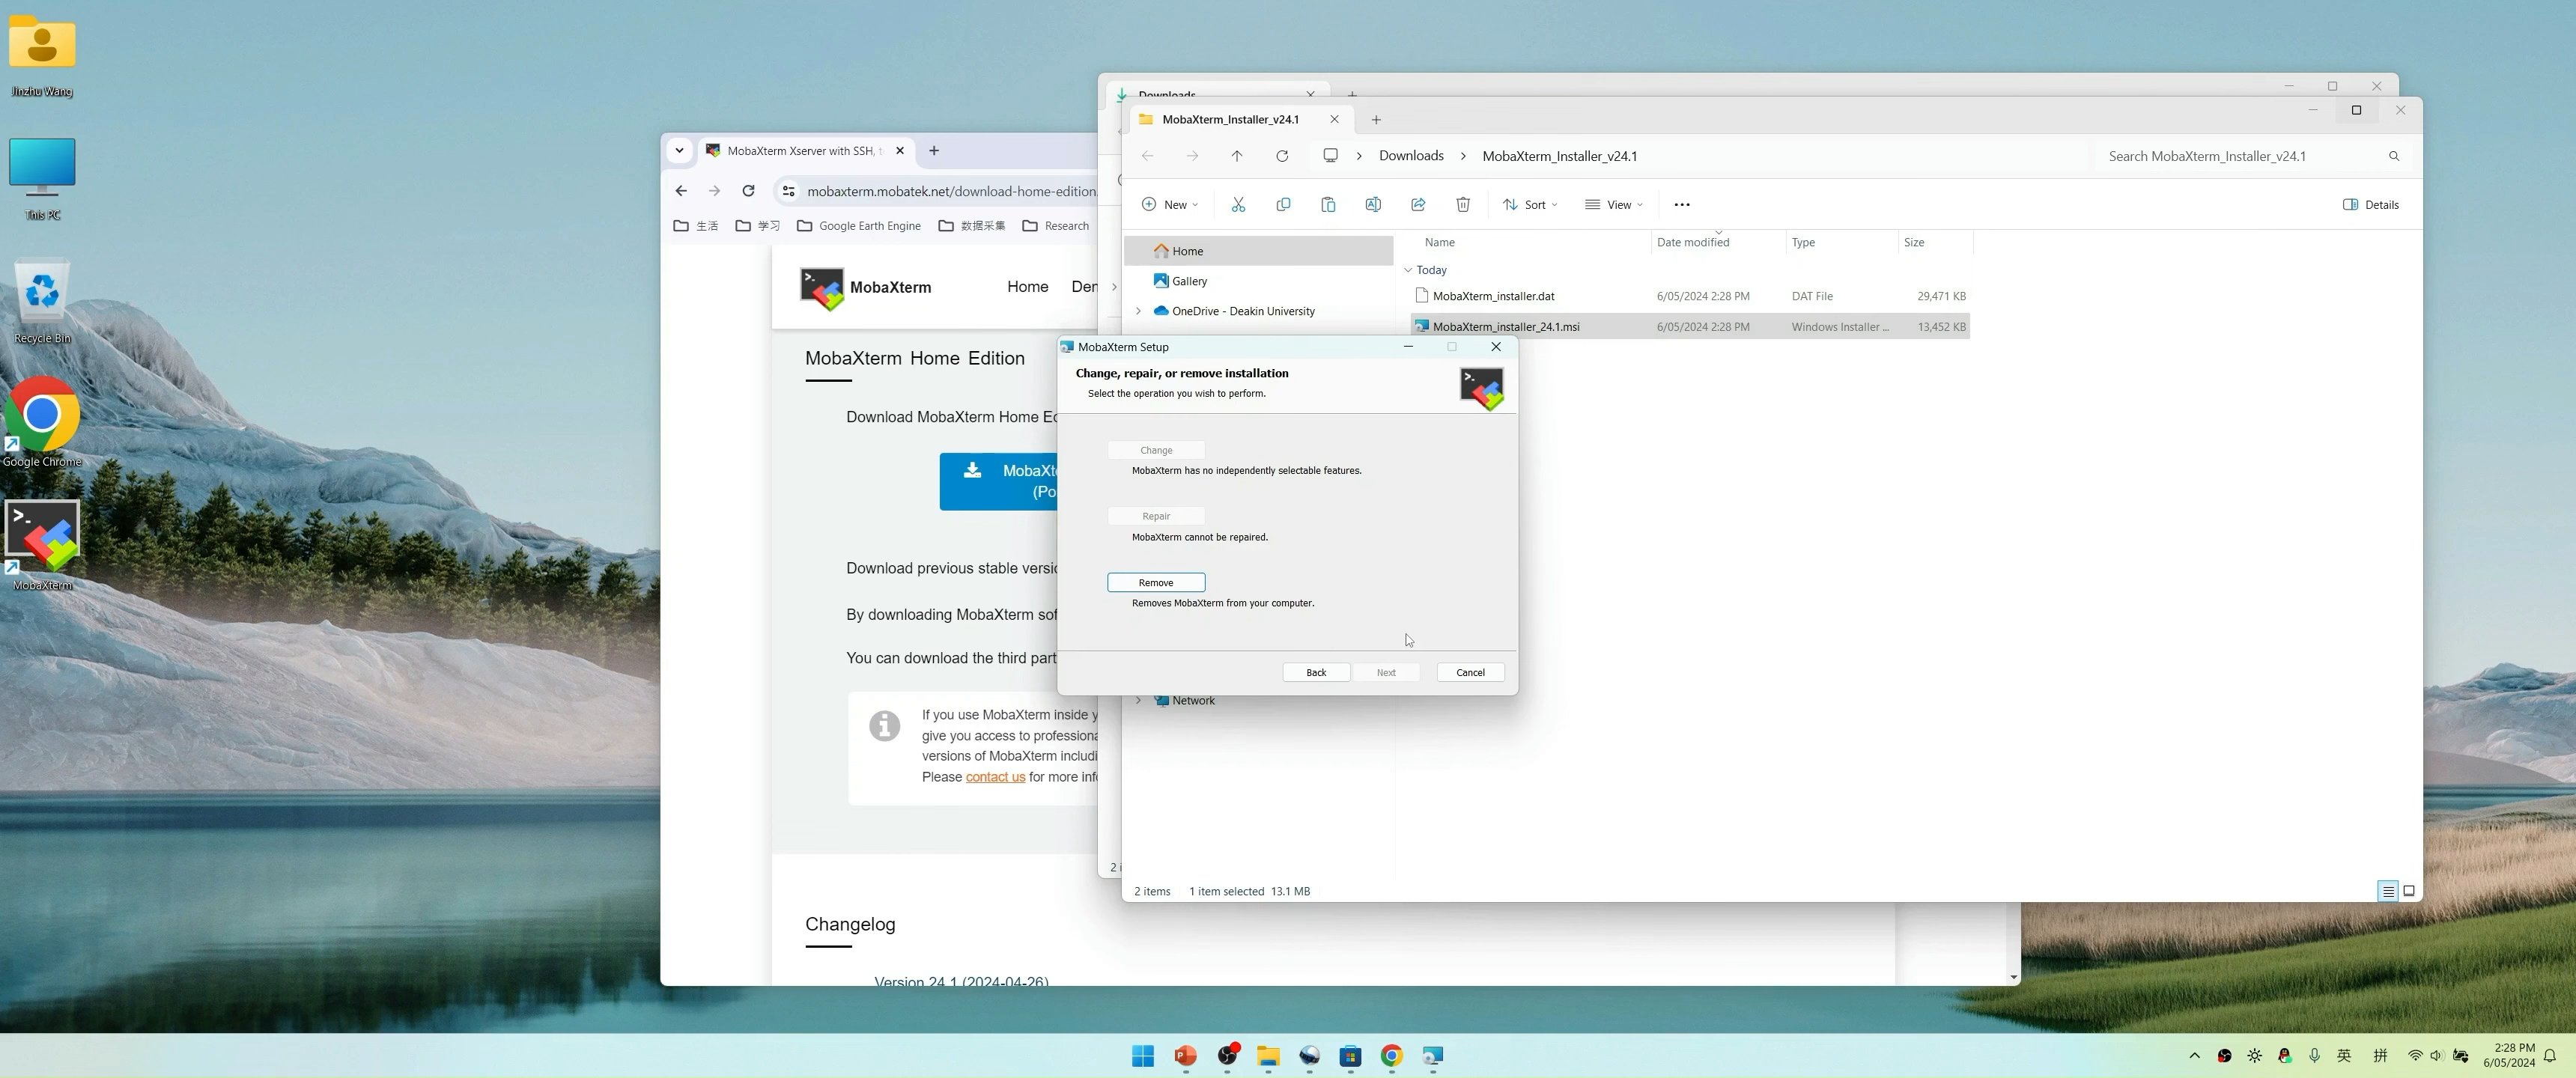 Jinzhu Wang
This PC
Recycle Bin
Google Chrome
MobaXterm
MobaXterm Xserver with SSH, t
mobaxterm.mobatek.net/download-home-edition.
生活
学习
Google Earth Engine
数据采集
Research
MobaXterm
Home
Der
MobaXterm Home Edition
Download MobaXterm Home Ec
MobaXte
(Po
Download previous stable versio
By downloading MobaXterm sof
You can download the third part
If you use MobaXterm inside y
give you access to professiona
versions of MobaXterm includi
Please contact us for more info
Changelog
Version 24.1 (2024-04-26)
Downloads
2 i
MobaXterm_Installer_v24.1
Downloads
MobaXterm_Installer_v24.1
Search MobaXterm_Installer_v24.1
New
Sort
View
Details
Home
Gallery
OneDrive - Deakin University
Network
Name
Date modified
Type
Size
Today
MobaXterm_installer.dat 6/05/2024 2:28 PM DAT File 29,471 KB
MobaXterm_installer_24.1.msi 6/05/2024 2:28 PM Windows Installer ... 13,452 KB
2 items 1 item selected 13.1 MB
MobaXterm Setup
Change, repair, or remove installation
Select the operation you wish to perform.
Change
MobaXterm has no independently selectable features.
Repair
MobaXterm cannot be repaired.
Remove
Removes MobaXterm from your computer.
Back
Next
Cancel
英
拼
2:28 PM
6/05/2024